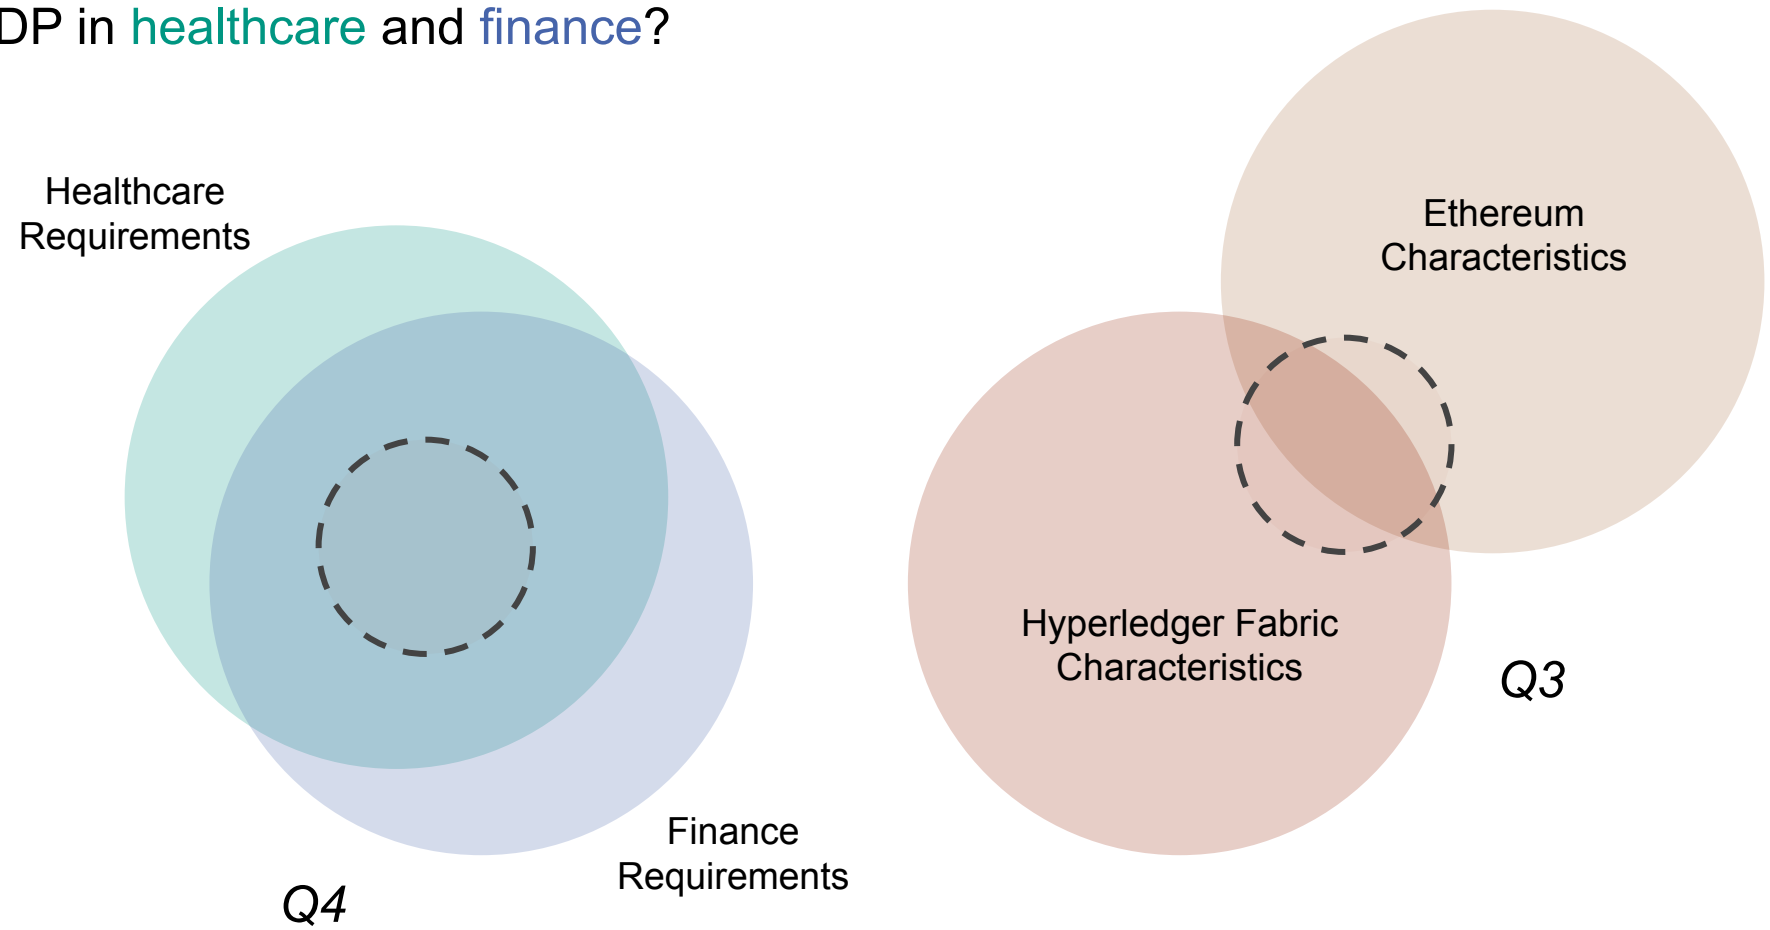 DP in healthcare and finance?
Healthcare
Requirements
Ethereum
Characteristics
Hyperledger Fabric
Characteristics
Q3
Finance
Requirements
Q4